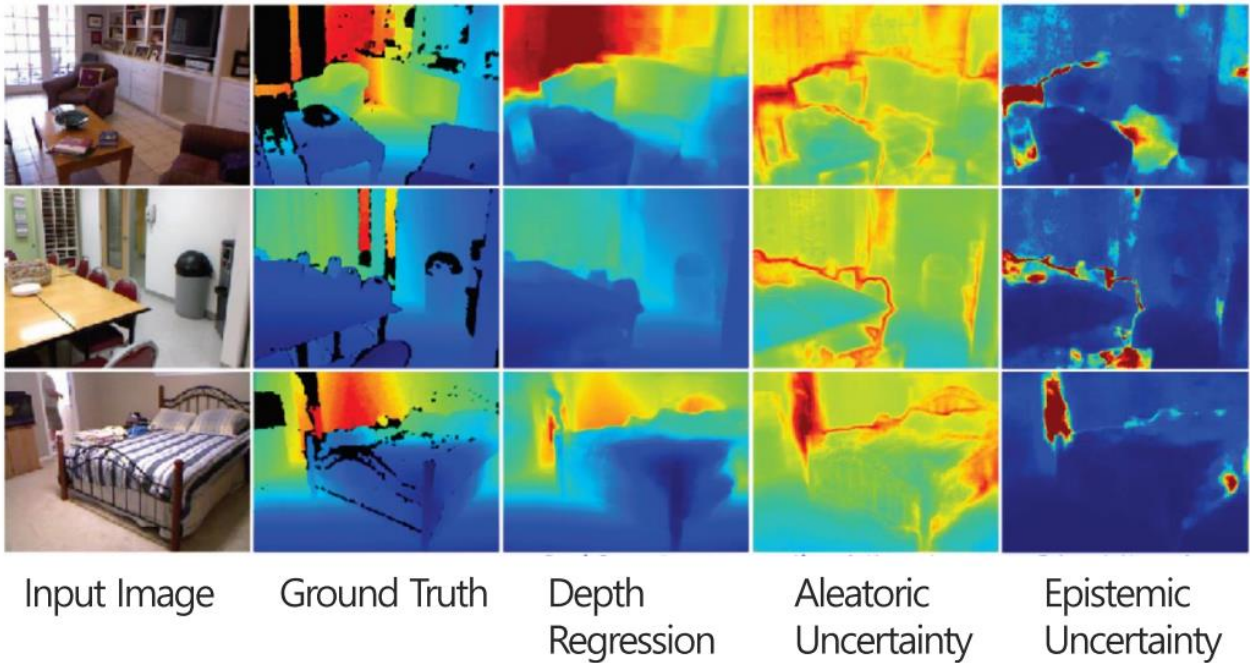 Input Image
Ground Truth
Depth
Regression
Aleatoric
Uncertainty
Epistemic
Uncertainty